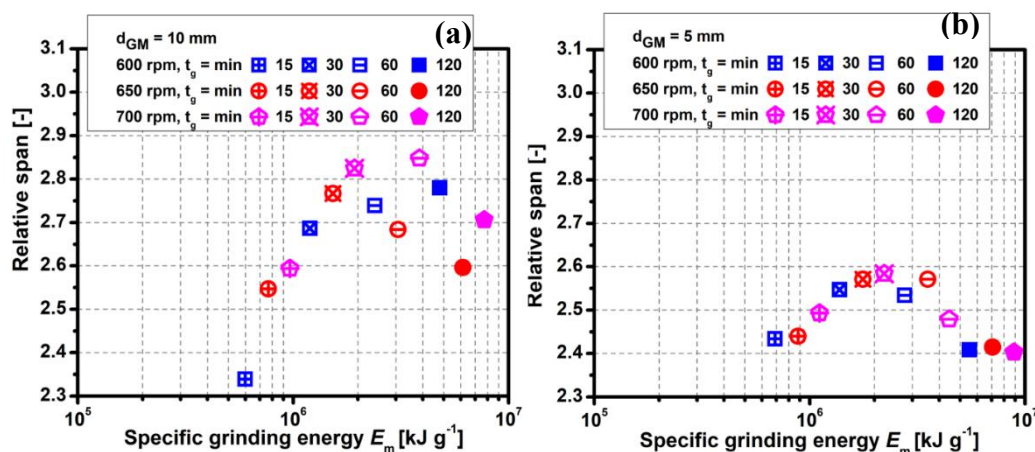 (a)
d_GM = 10 mm
600 rpm, t_g = min 15 30 60 120
650 rpm, t_g = min 15 30 60 120
700 rpm, t_g = min 15 30 60 120
3.1
3.0
2.9
2.8
2.7
2.6
2.5
2.4
2.3
Relative span [-]
10^5
10^6
10^7
Specific grinding energy E_m [kJ g^-1]
(b)
d_GM = 5 mm
600 rpm, t_g = min 15 30 60 120
650 rpm, t_g = min 15 30 60 120
700 rpm, t_g = min 15 30 60 120
3.1
3.0
2.9
2.8
2.7
2.6
2.5
2.4
2.3
Relative span [-]
10^5
10^6
10^7
Specific grinding energy E_m [kJ g^-1]